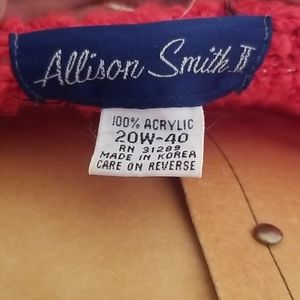 Allison Smith II
100% ACRYLIC
20W-40
RN 31289
MADE IN KOREA
CARE ON REVERSE